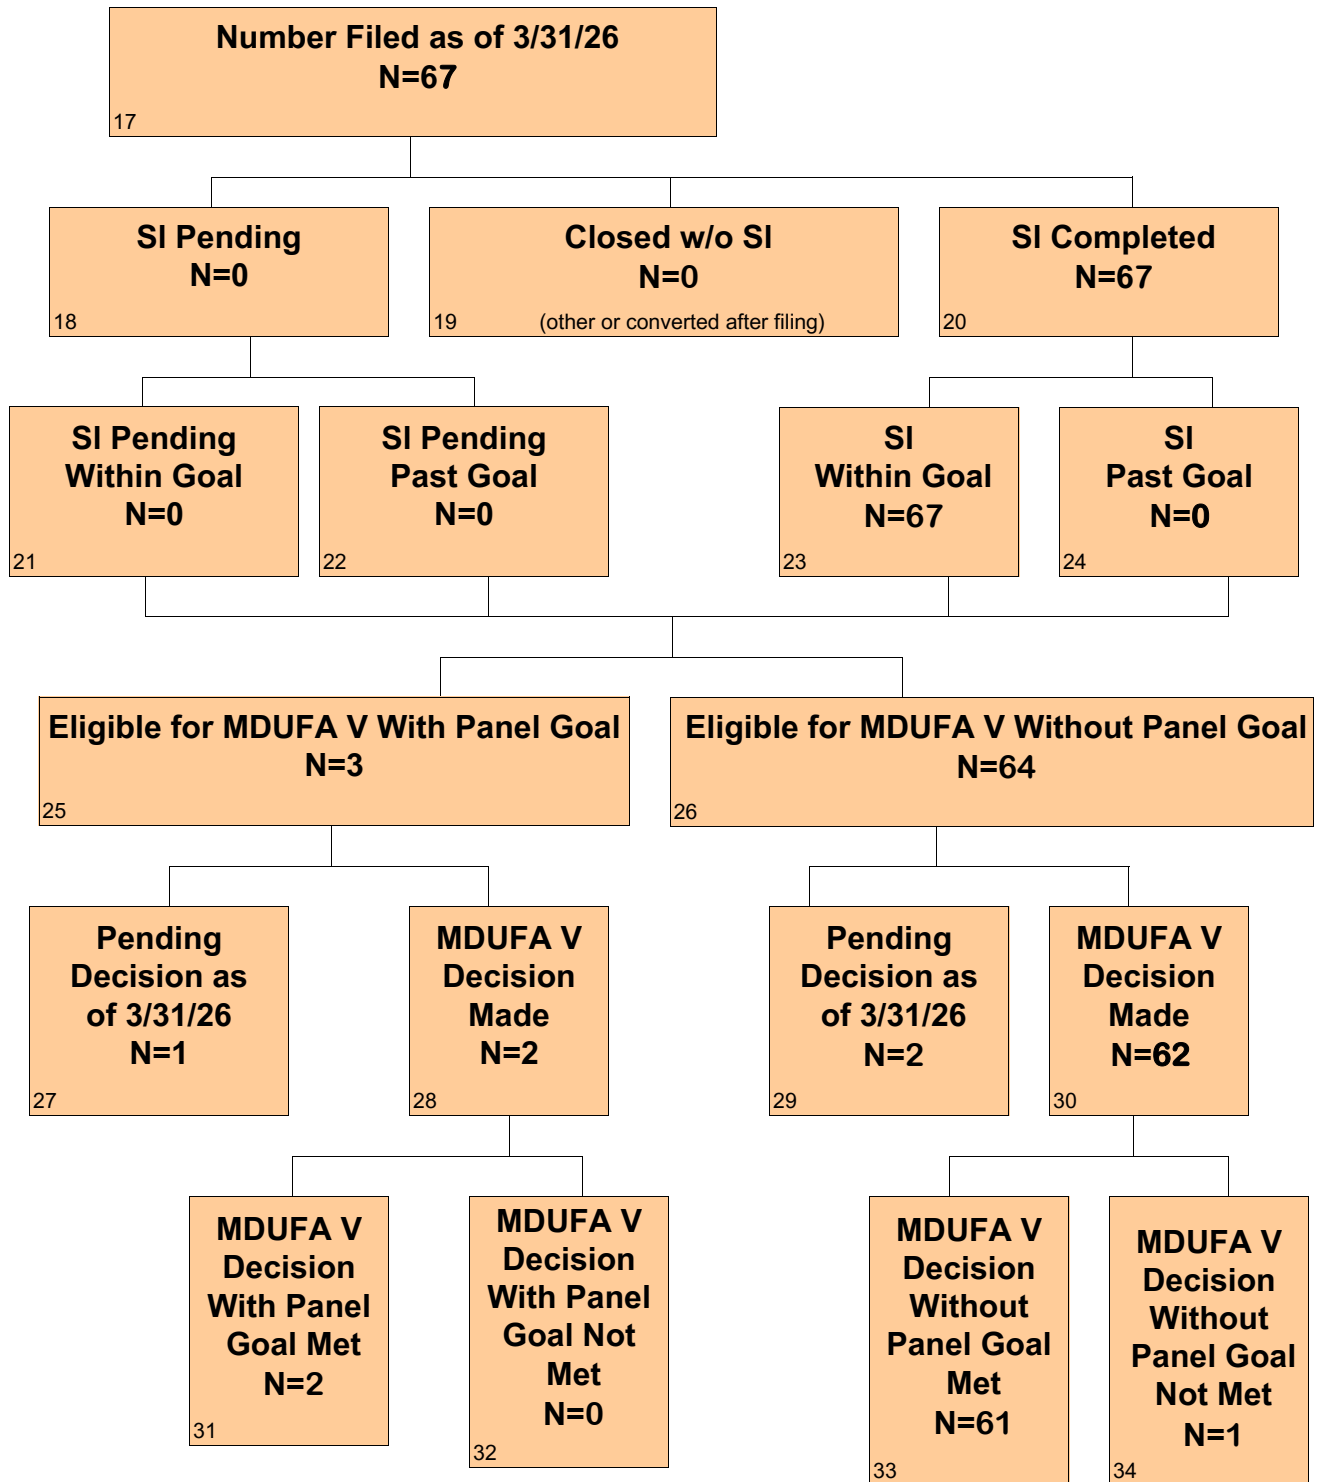 Number Filed as of 3/31/26
N=67
17
SI Pending
N=0
18
Closed w/o SI
N=0
19 (other or converted after filing)
SI Completed
N=67
20
SI Pending
Within Goal
N=0
21
SI Pending
Past Goal
N=0
22
SI
Within Goal
N=67
23
SI
Past Goal
N=0
24
Eligible for MDUFA V With Panel Goal
N=3
25
Eligible for MDUFA V Without Panel Goal
N=64
26
Pending
Decision as
of 3/31/26
N=1
27
MDUFA V
Decision
Made
N=2
28
Pending
Decision as
of 3/31/26
N=2
29
MDUFA V
Decision
Made
N=62
30
MDUFA V
Decision
With Panel
Goal Met
N=2
31
MDUFA V
Decision
With Panel
Goal Not
Met
N=0
32
MDUFA V
Decision
Without
Panel Goal
Met
N=61
33
MDUFA V
Decision
Without
Panel Goal
Not Met
N=1
34